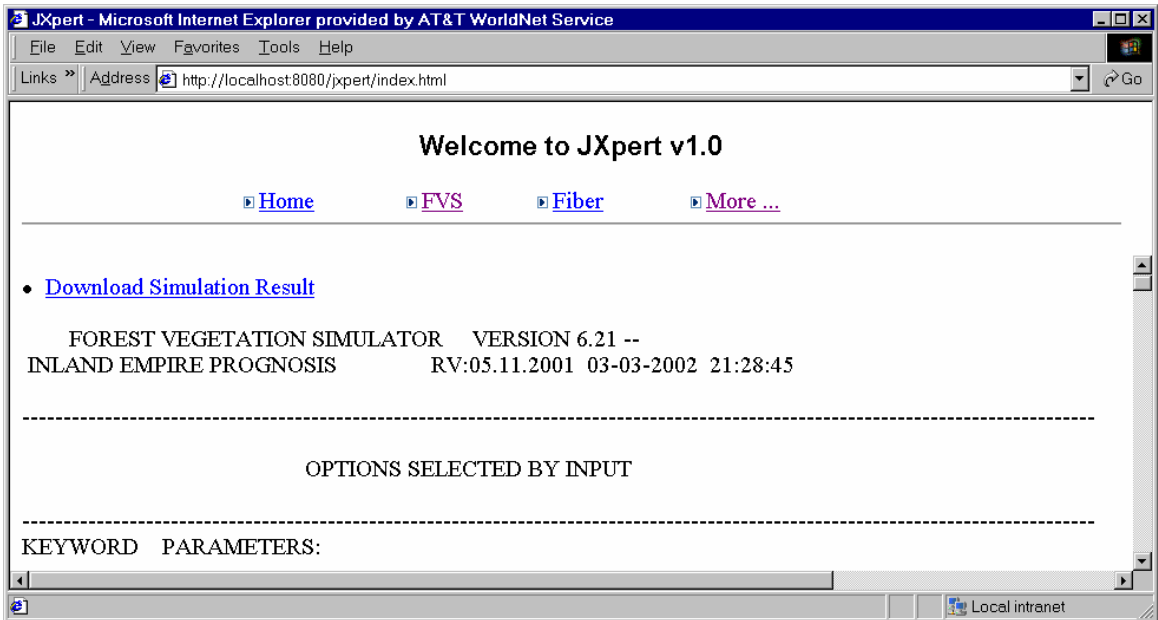 JXpert - Microsoft Internet Explorer provided by AT&T WorldNet Service
File Edit View Favorites Tools Help
Links » Address http://localhost:8080/jxpert/index.html Go
Welcome to JXpert v1.0
Home FVS Fiber More ...
• Download Simulation Result
FOREST VEGETATION SIMULATOR VERSION 6.21 --
INLAND EMPIRE PROGNOSIS RV:05.11.2001 03-03-2002 21:28:45
OPTIONS SELECTED BY INPUT
KEYWORD PARAMETERS:
Local intranet